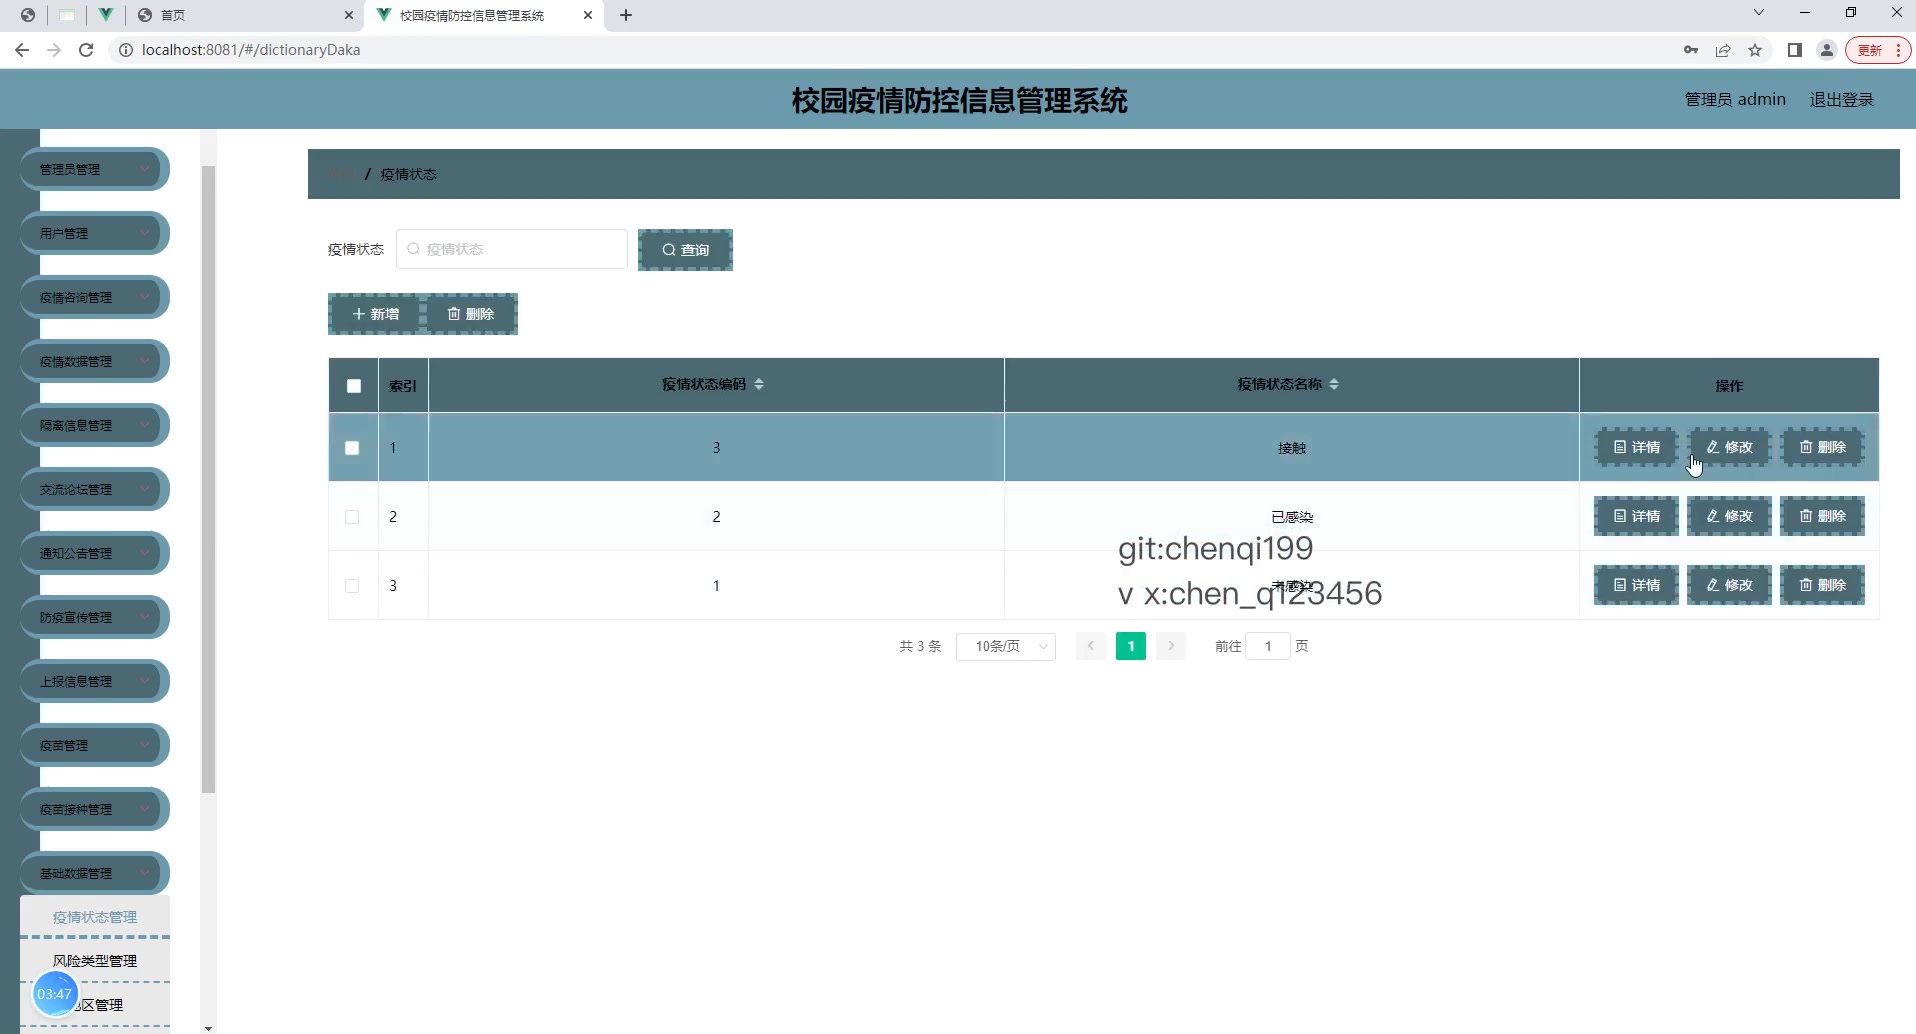 首页
校园疫情防控信息管理系统
localhost:8081/#/dictionaryDaka
更新
校园疫情防控信息管理系统
管理员 admin
退出登录
管理员管理
用户管理
疫情咨询管理
疫情数据管理
隔离信息管理
交流论坛管理
通知公告管理
防疫宣传管理
上报信息管理
疫苗管理
疫苗接种管理
基础数据管理
疫情状态管理
风险类型管理
区管理
03:47
/ 疫情状态
疫情状态 疫情状态 查询
新增 删除
索引 疫情状态编码 疫情状态名称 操作
1 3 接触 详情 修改 删除
2 2 已感染 详情 修改 删除
3 1 未感染 详情 修改 删除
git:chenqi199
v x:chen_q123456
共 3 条 10条/页 1 前往 1 页